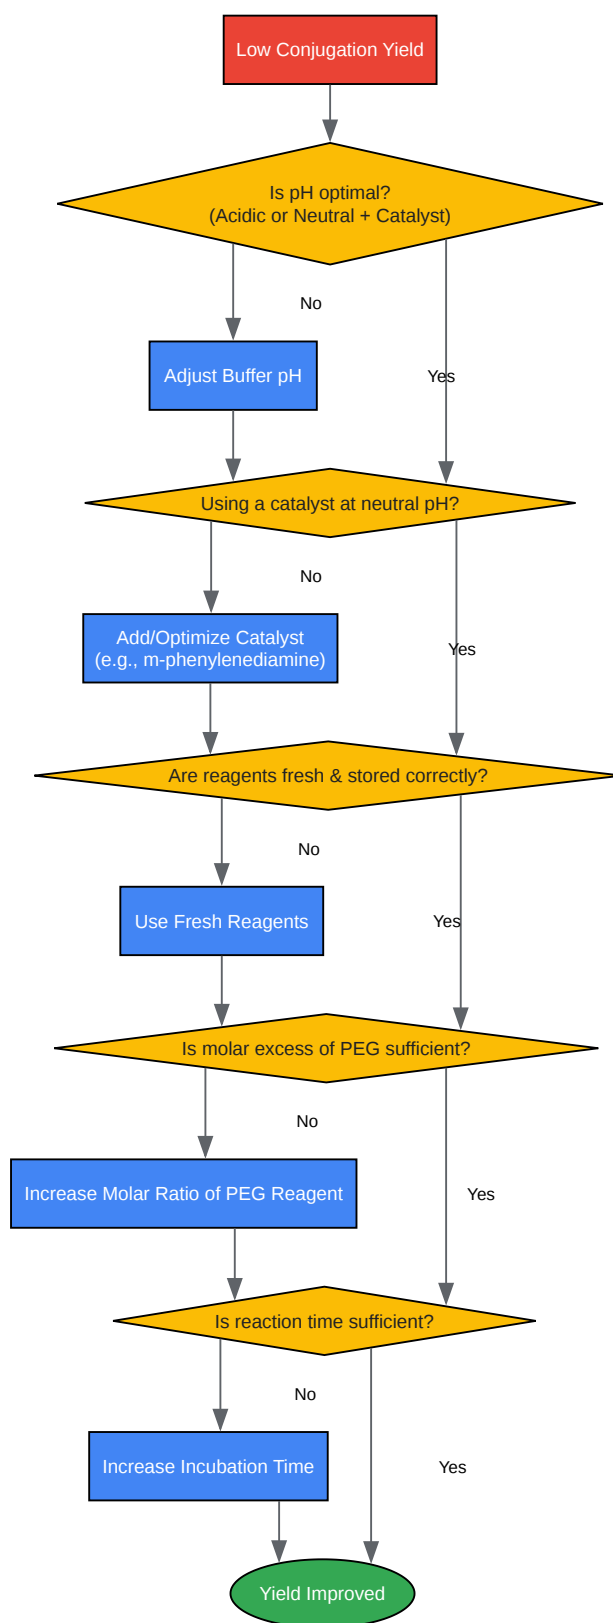 Low Conjugation Yield
Is pH optimal?
(Acidic or Neutral + Catalyst)
No
Adjust Buffer pH
Yes
Using a catalyst at neutral pH?
No
Add/Optimize Catalyst
(e.g., m-phenylenediamine)
Yes
Are reagents fresh & stored correctly?
No
Use Fresh Reagents
Yes
Is molar excess of PEG sufficient?
No
Increase Molar Ratio of PEG Reagent
Yes
Is reaction time sufficient?
No
Increase Incubation Time
Yes
Yield Improved